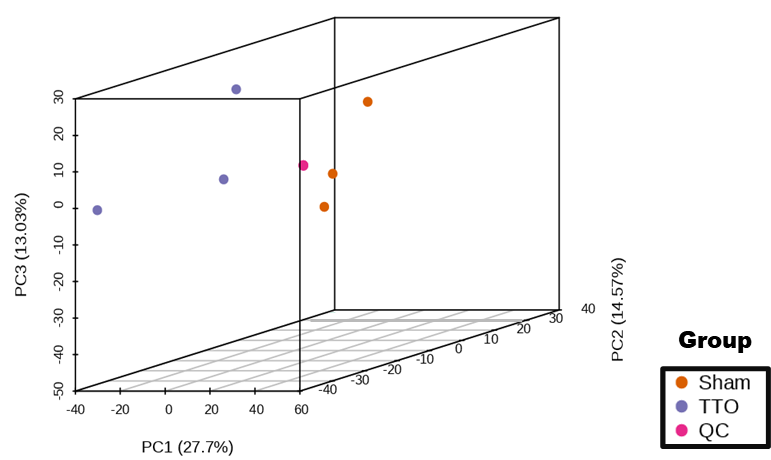 30
20
10
0
-10
-20
-30
-40
-50
PC3 (13.03%)
-40 -20 0 20 40 60
PC1 (27.7%)
-40 -30 -20 -10 0 10 20 30 40
PC2 (14.57%)
Group
Sham
TTO
QC